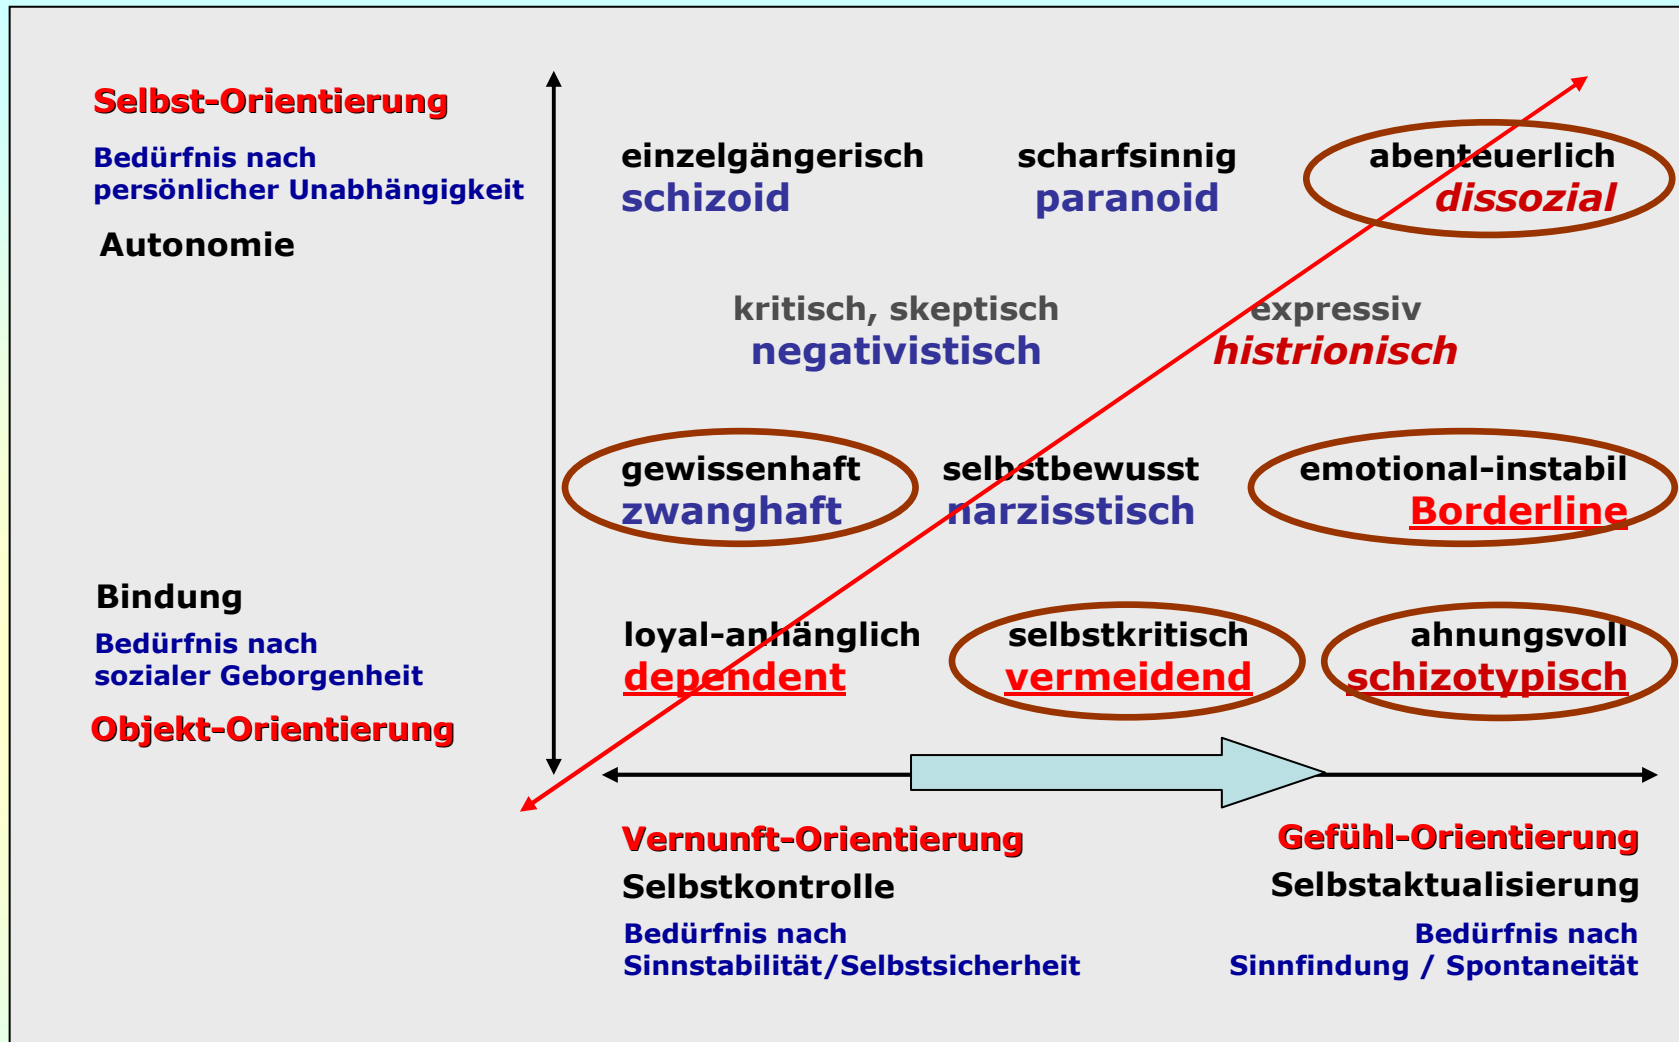 Selbst-Orientierung
Bedürfnis nach
persönlicher Unabhängigkeit
Autonomie
einzelgängerisch
schizoid
scharfsinnig
paranoid
abenteuerlich
dissozial
kritisch, skeptisch
negativistisch
expressiv
histrionisch
gewissenhaft
zwanghaft
selbstbewusst
narzisstisch
emotional-instabil
Borderline
Bindung
Bedürfnis nach
sozialer Geborgenheit
Objekt-Orientierung
loyal-anhänglich
dependent
selbstkritisch
vermeidend
ahnungsvoll
schizotypisch
Vernunft-Orientierung
Selbstkontrolle
Bedürfnis nach
Sinnstabilität/Selbstsicherheit
Gefühl-Orientierung
Selbstaktualisierung
Bedürfnis nach
Sinnfindung / Spontaneität